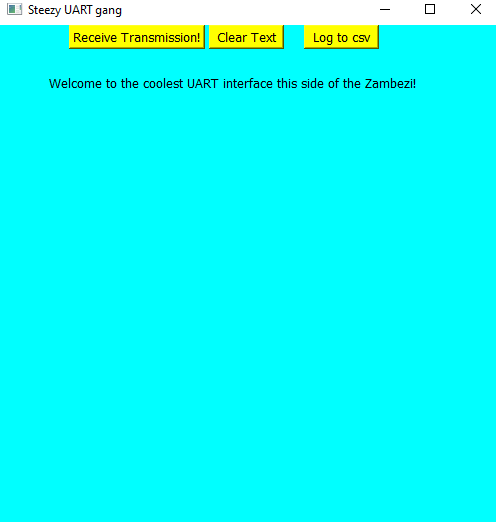 Steezy UART gang
Receive Transmission! Clear Text Log to csv
Welcome to the coolest UART interface this side of the Zambezi!